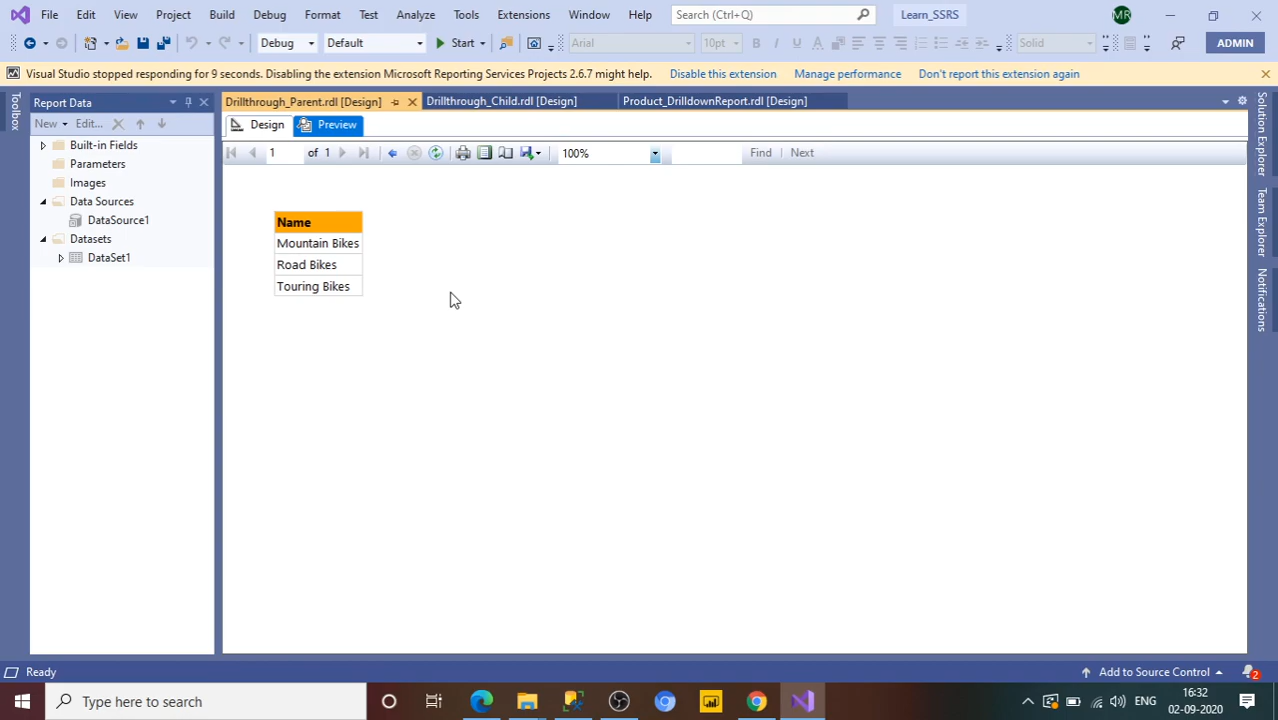 File Edit View Project Build Debug Format Test Analyze Tools Extensions Window Help Search (Ctrl+Q) Learn_SSRS MR
Debug Default Start Arial 10pt B I U A Solid ADMIN
Visual Studio stopped responding for 9 seconds. Disabling the extension Microsoft Reporting Services Projects 2.6.7 might help. Disable this extension Manage performance Don't report this extension again
Toolbox
Report Data
New Edit...
Built-in Fields
Parameters
Images
Data Sources
DataSource1
Datasets
DataSet1
Drillthrough_Parent.rdl [Design] Drillthrough_Child.rdl [Design] Product_DrilldownReport.rdl [Design]
Design Preview
1 of 1 100% Find Next
Name
Mountain Bikes
Road Bikes
Touring Bikes
Solution Explorer
Team Explorer
Notifications
Ready Add to Source Control 2
Type here to search ENG 16:32
02-09-2020